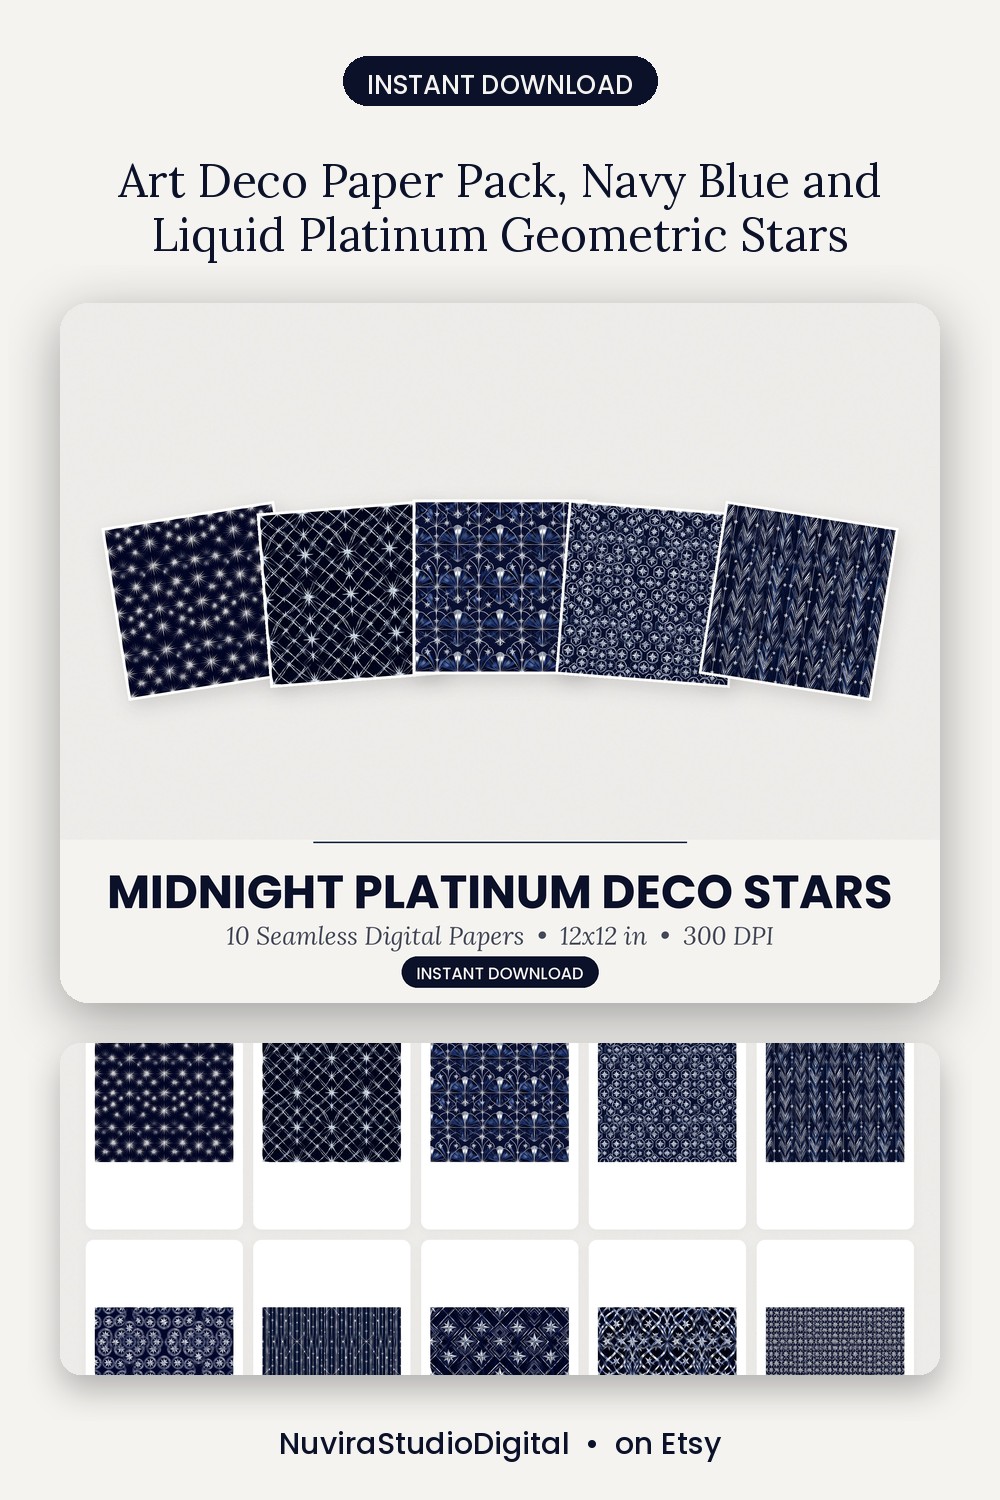 INSTANT DOWNLOAD
Art Deco Paper Pack, Navy Blue and
Liquid Platinum Geometric Stars
MIDNIGHT PLATINUM DECO STARS
10 Seamless Digital Papers • 12x12 in • 300 DPI
INSTANT DOWNLOAD
NuviraStudioDigital • on Etsy